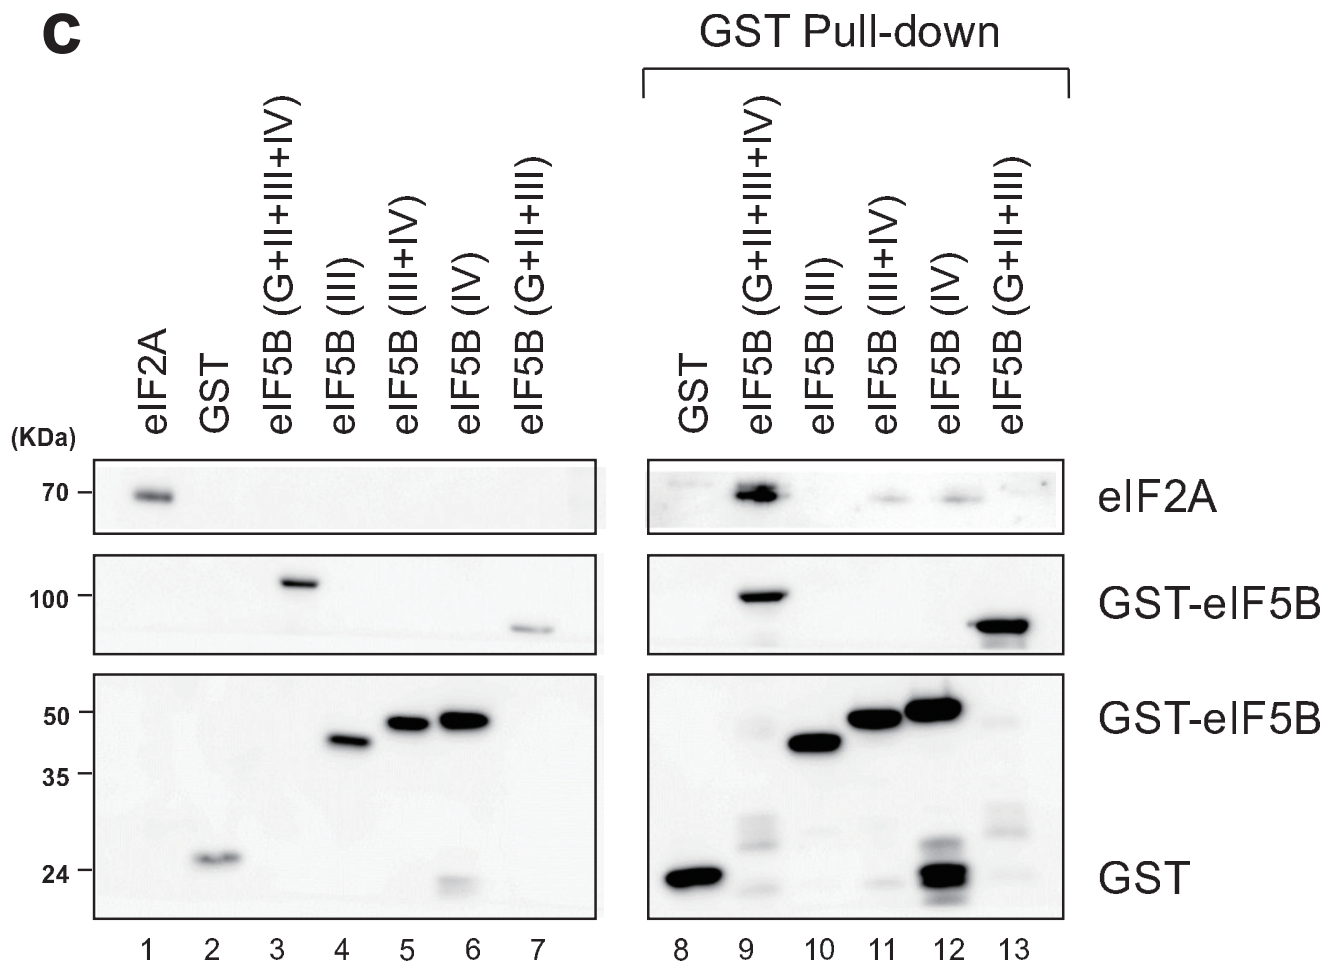 C
GST Pull-down
eIF2A
GST
eIF5B (G+II+III+IV)
eIF5B (III)
eIF5B (III+IV)
eIF5B (IV)
eIF5B (G+II+III)
GST
eIF5B (G+II+III+IV)
eIF5B (III)
eIF5B (III+IV)
eIF5B (IV)
eIF5B (G+II+III)
(KDa)
70
eIF2A
100
GST-eIF5B
50
GST-eIF5B
35
24
GST
1 2 3 4 5 6 7 8 9 10 11 12 13